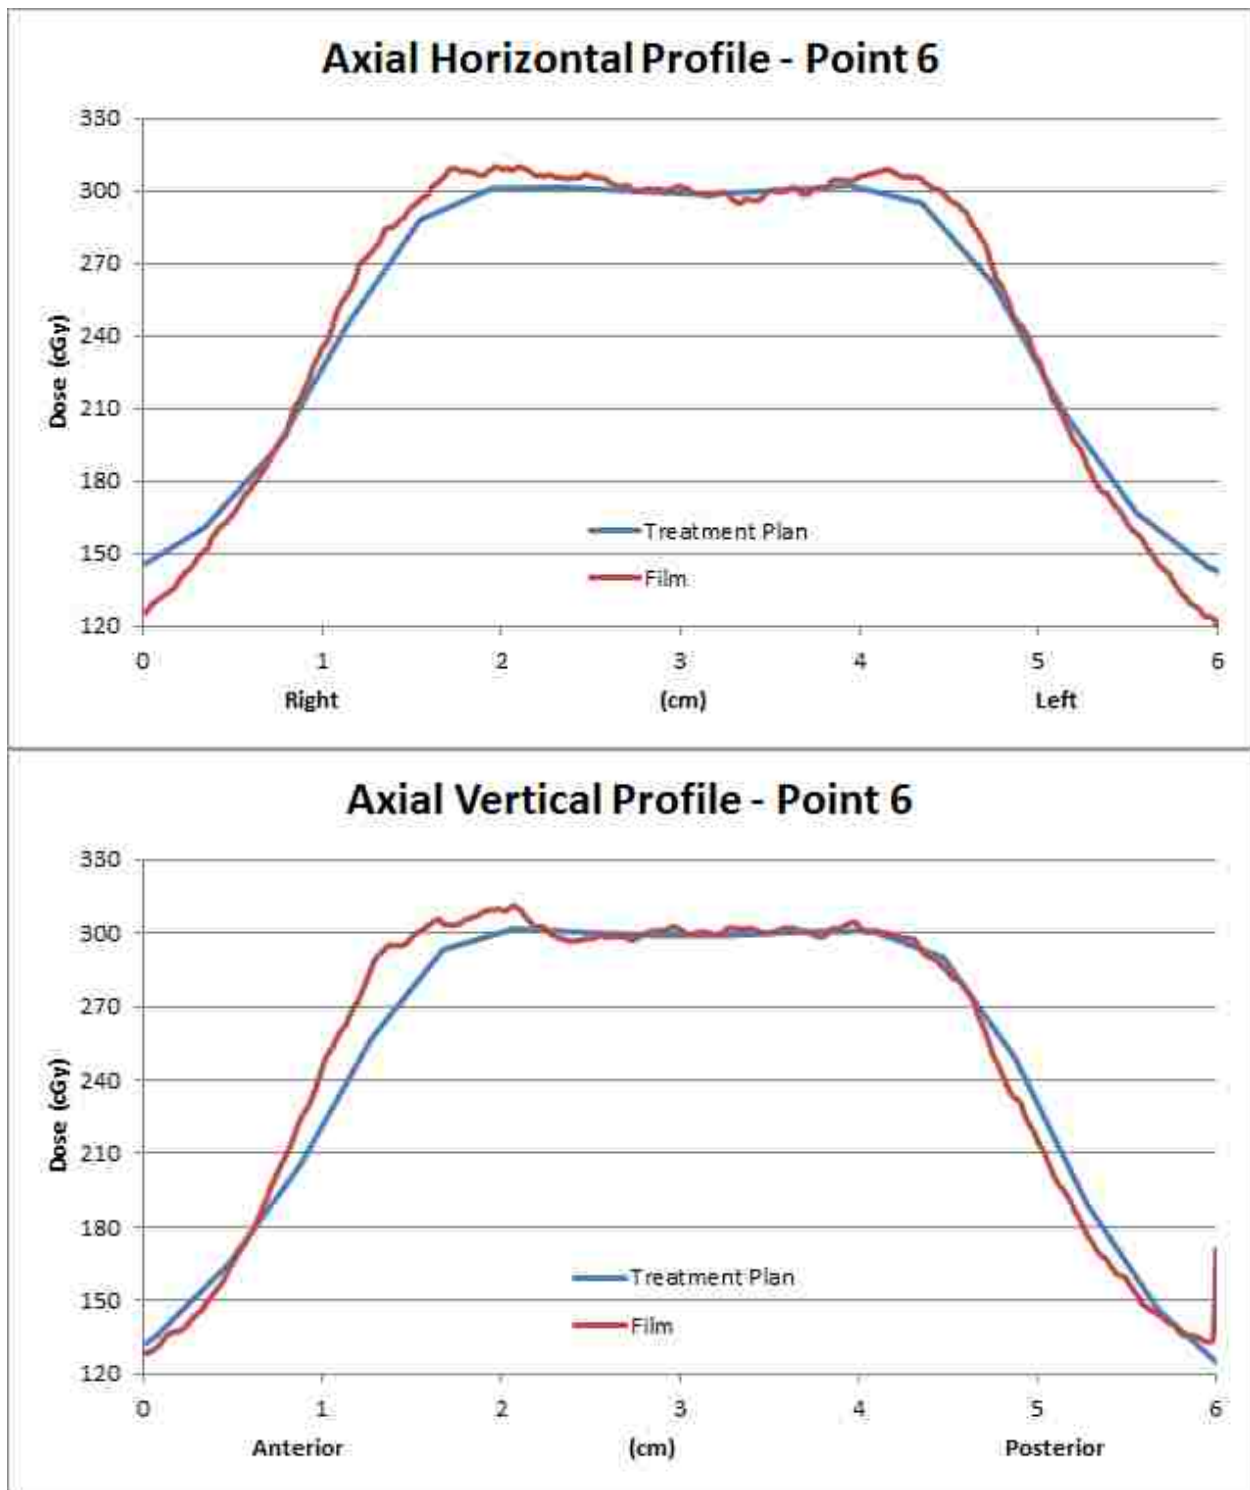 Axial Horizontal Profile - Point 6
330
300
270
240
210
180
150
120
Dose (cGy)
Treatment Plan
Film
0 1 2 3 4 5 6
Right (cm) Left
Axial Vertical Profile - Point 6
330
300
270
240
210
180
150
120
Dose (cGy)
Treatment Plan
Film
0 1 2 3 4 5 6
Anterior (cm) Posterior